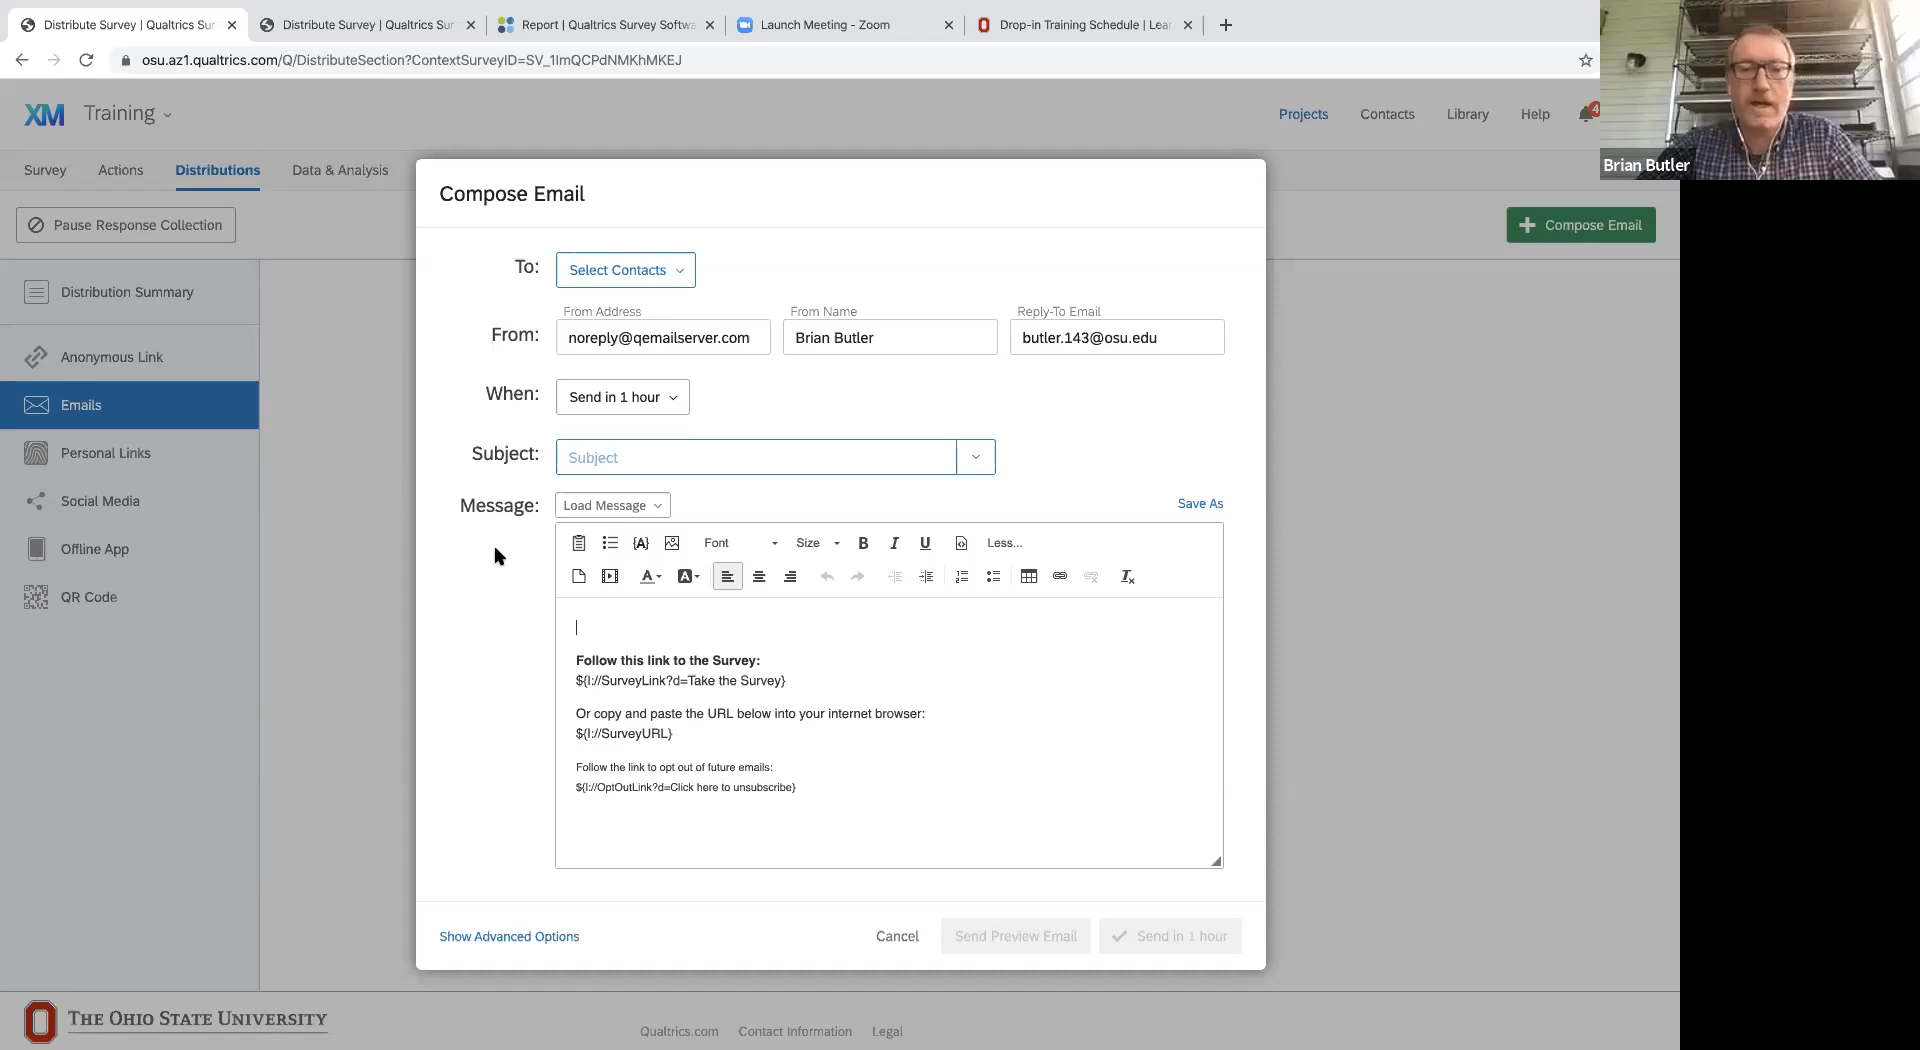 Distribute Survey | Qualtrics Sur
Distribute Survey | Qualtrics Sur
Report | Qualtrics Survey Softwa
Launch Meeting - Zoom
Drop-in Training Schedule | Lear
osu.az1.qualtrics.com/Q/DistributeSection?ContextSurveyID=SV_1ImQCPdNMKhMKEJ
XM
Training
Projects
Contacts
Library
Help
4
Brian Butler
Survey
Actions
Distributions
Data & Analysis
Pause Response Collection
Compose Email
Distribution Summary
Anonymous Link
Emails
Personal Links
Social Media
Offline App
QR Code
Compose Email
To:
Select Contacts
From Address
From Name
Reply-To Email
From:
noreply@qemailserver.com
Brian Butler
butler.143@osu.edu
When:
Send in 1 hour
Subject:
Subject
Message:
Load Message
Save As
{A}
Font
Size
B
I
U
Less...
A
A
Follow this link to the Survey:
${l://SurveyLink?d=Take the Survey}
Or copy and paste the URL below into your internet browser:
${l://SurveyURL}
Follow the link to opt out of future emails:
${l://OptOutLink?d=Click here to unsubscribe}
Show Advanced Options
Cancel
Send Preview Email
Send in 1 hour
The Ohio State University
Qualtrics.com
Contact Information
Legal